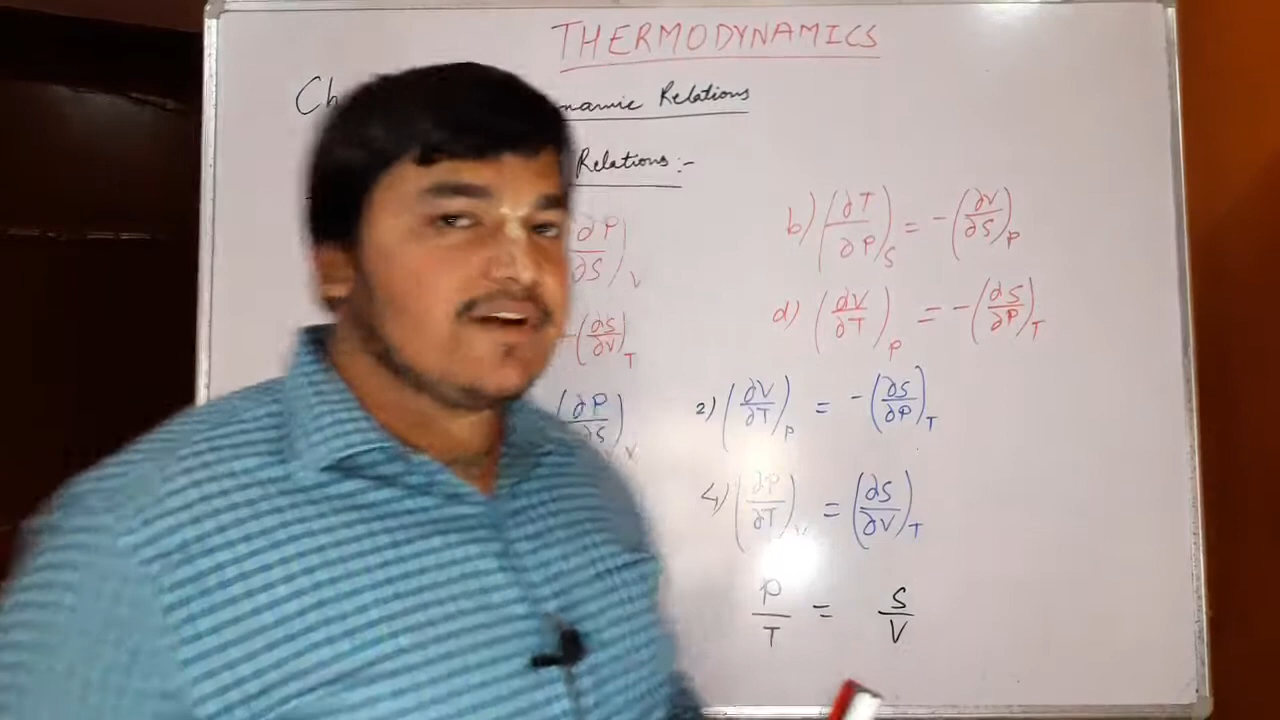 THERMODYNAMICS
Ch namic Relations
Relations:-
∂P/∂S)V
b) (∂T/∂P)S = -(∂V/∂S)P
-(∂S/∂V)T
d) (∂V/∂T)P = -(∂S/∂P)T
(∂P/∂S)V
2) (∂V/∂T)P = -(∂S/∂P)T
4) (∂P/∂T)V = (∂S/∂V)T
P/T = S/V